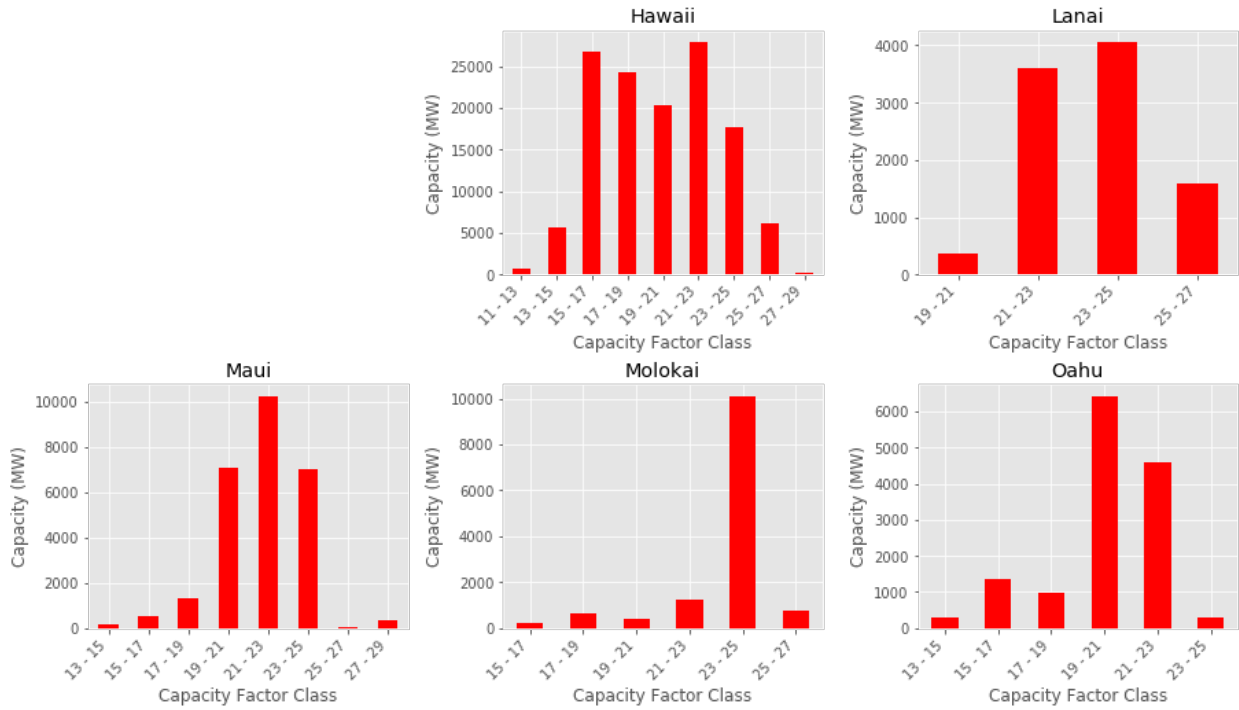 Hawaii
Capacity (MW)
25000
20000
15000
10000
5000
0
11 - 13
13 - 15
15 - 17
17 - 19
19 - 21
21 - 23
23 - 25
25 - 27
27 - 29
Capacity Factor Class
Lanai
Capacity (MW)
4000
3000
2000
1000
0
19 - 21
21 - 23
23 - 25
25 - 27
Capacity Factor Class
Maui
Capacity (MW)
10000
8000
6000
4000
2000
0
13 - 15
15 - 17
17 - 19
19 - 21
21 - 23
23 - 25
25 - 27
27 - 29
Capacity Factor Class
Molokai
Capacity (MW)
10000
8000
6000
4000
2000
0
15 - 17
17 - 19
19 - 21
21 - 23
23 - 25
25 - 27
Capacity Factor Class
Oahu
Capacity (MW)
6000
5000
4000
3000
2000
1000
0
13 - 15
15 - 17
17 - 19
19 - 21
21 - 23
23 - 25
Capacity Factor Class